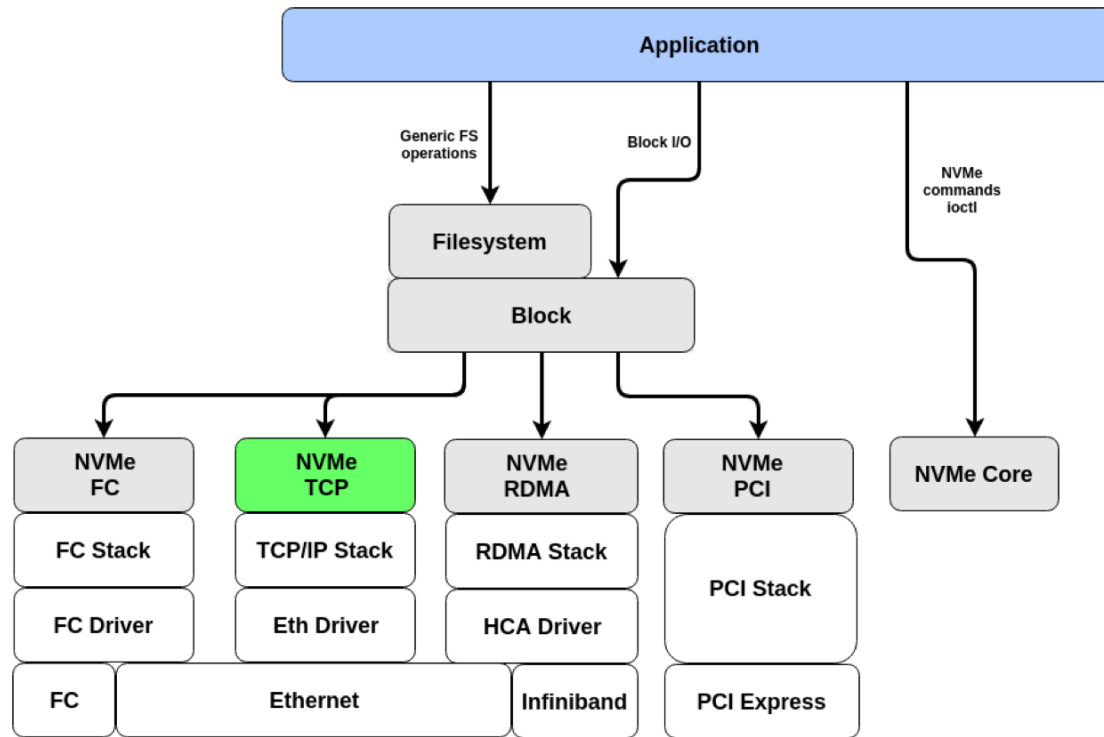 Application
Generic FS
operations
Block I/O
NVMe
commands
ioctl
Filesystem
Block
NVMe
FC
NVMe
TCP
NVMe
RDMA
NVMe
PCI
NVMe Core
FC Stack
TCP/IP Stack
RDMA Stack
PCI Stack
FC Driver
Eth Driver
HCA Driver
FC
Ethernet
Infiniband
PCI Express